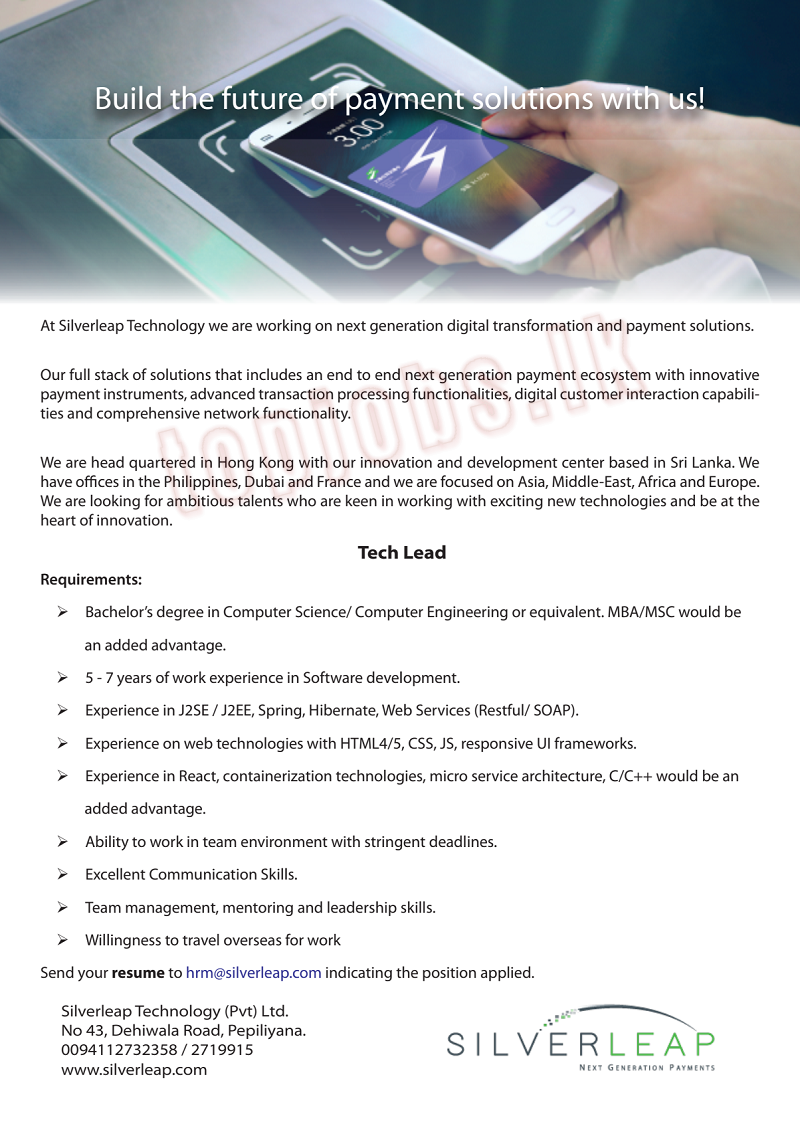 Build the future of payment solutions with us!
3.00
At Silverleap Technology we are working on next generation digital transformation and payment solutions.
Our full stack of solutions that includes an end to end next generation payment ecosystem with innovative
payment instruments, advanced transaction processing functionalities, digital customer interaction capabili-
ties and comprehensive network functionality.
topjobs.lk
We are head quartered in Hong Kong with our innovation and development center based in Sri Lanka. We
have offices in the Philippines, Dubai and France and we are focused on Asia, Middle-East, Africa and Europe.
We are looking for ambitious talents who are keen in working with exciting new technologies and be at the
heart of innovation.
Tech Lead
Requirements:
➢ Bachelor’s degree in Computer Science/ Computer Engineering or equivalent. MBA/MSC would be
an added advantage.
➢ 5 - 7 years of work experience in Software development.
➢ Experience in J2SE / J2EE, Spring, Hibernate, Web Services (Restful/ SOAP).
➢ Experience on web technologies with HTML4/5, CSS, JS, responsive UI frameworks.
➢ Experience in React, containerization technologies, micro service architecture, C/C++ would be an
added advantage.
➢ Ability to work in team environment with stringent deadlines.
➢ Excellent Communication Skills.
➢ Team management, mentoring and leadership skills.
➢ Willingness to travel overseas for work
Send your resume to hrm@silverleap.com indicating the position applied.
Silverleap Technology (Pvt) Ltd.
No 43, Dehiwala Road, Pepiliyana.
0094112732358 / 2719915
www.silverleap.com
SILVERLEAP
NEXT GENERATION PAYMENTS